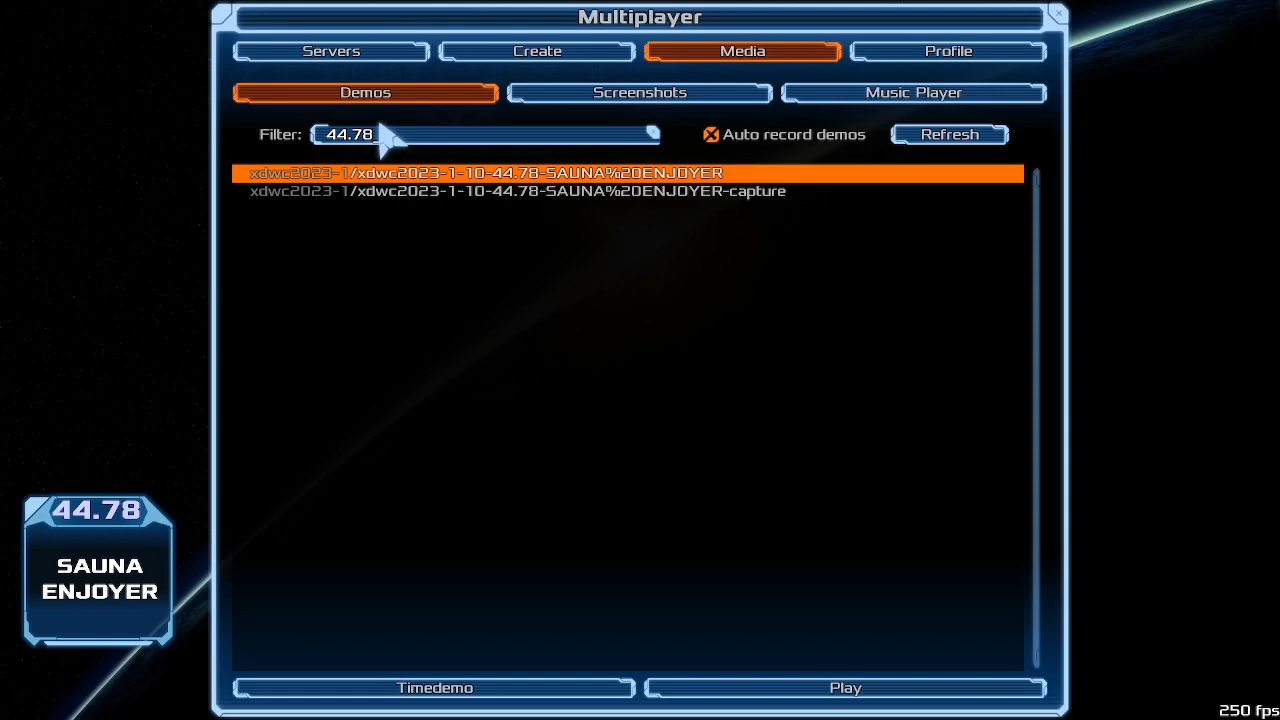 Multiplayer
Servers Create Media Profile
Demos Screenshots Music Player
Filter: 44.78_ Auto record demos Refresh
xdwc2023-1/xdwc2023-1-10-44.78-SAUNA%20ENJOYER
xdwc2023-1/xdwc2023-1-10-44.78-SAUNA%20ENJOYER-capture
44.78
SAUNA
ENJOYER
Timedemo Play
250 fps